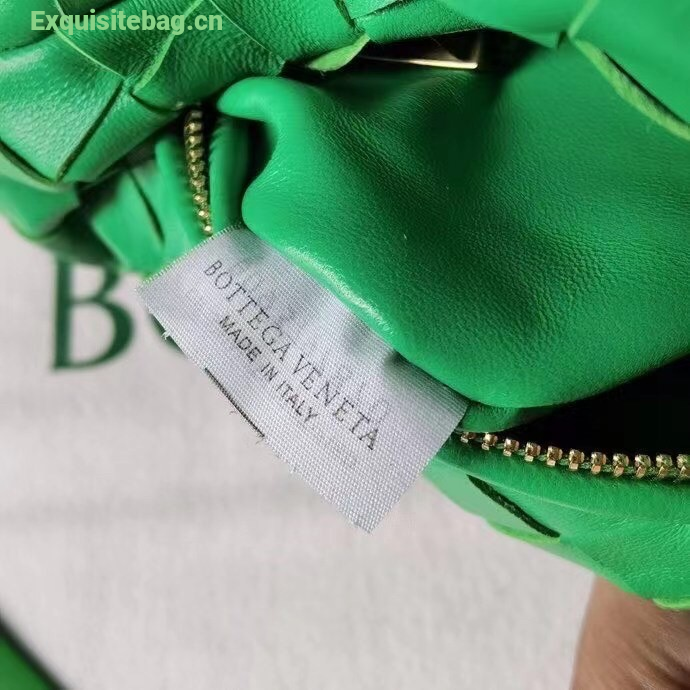 Exquisitebag.cn
BOTTEGA VENETA
MADE IN ITALY